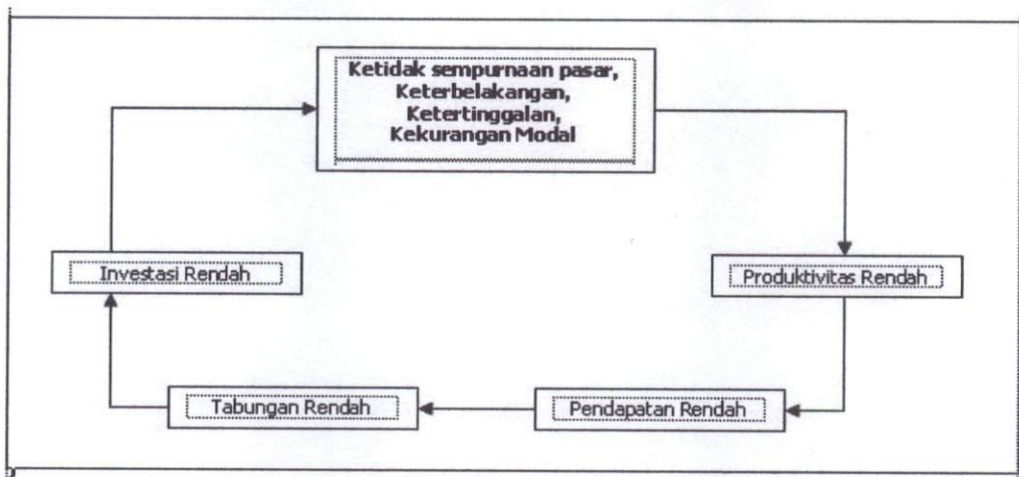 Ketidak sempurnaan pasar,
Keterbelakangan,
Ketertinggalan,
Kekurangan Modal
Investasi Rendah
Produktivitas Rendah
Tabungan Rendah
Pendapatan Rendah